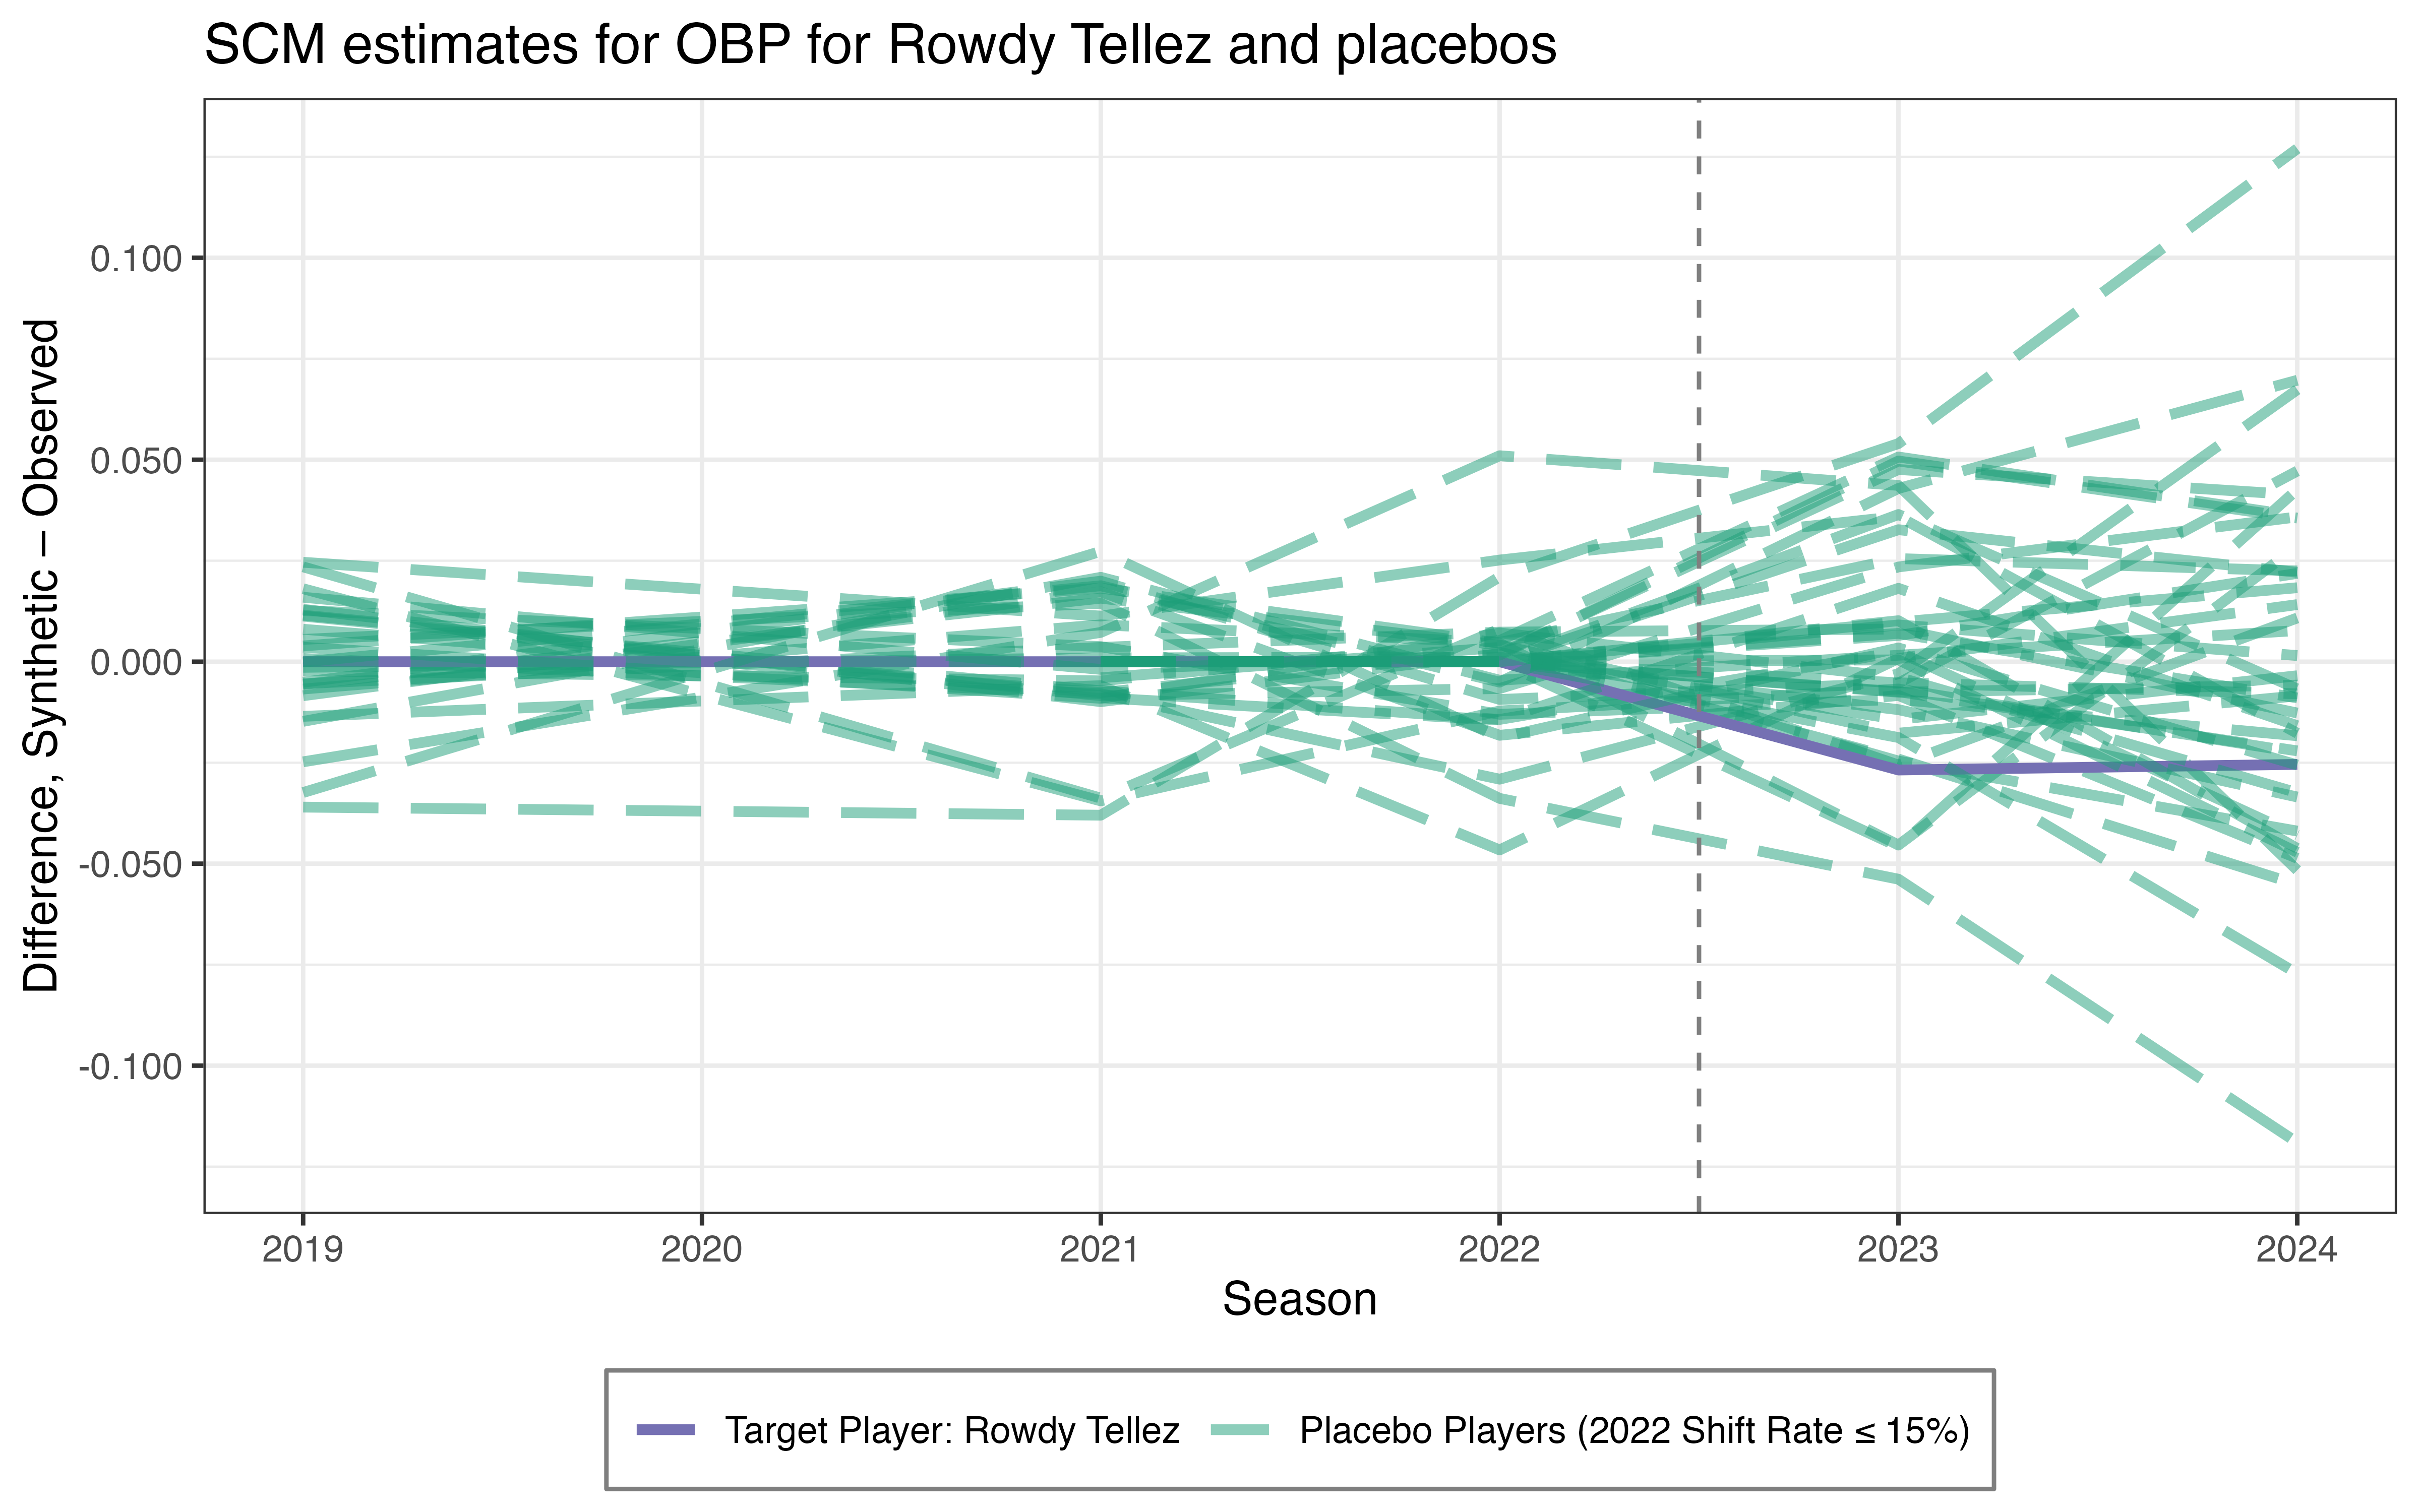 SCM estimates for OBP for Rowdy Tellez and placebos
Difference, Synthetic – Observed
0.100
0.050
0.000
-0.050
-0.100
2019 2020 2021 2022 2023 2024
Season
Target Player: Rowdy Tellez Placebo Players (2022 Shift Rate ≤ 15%)